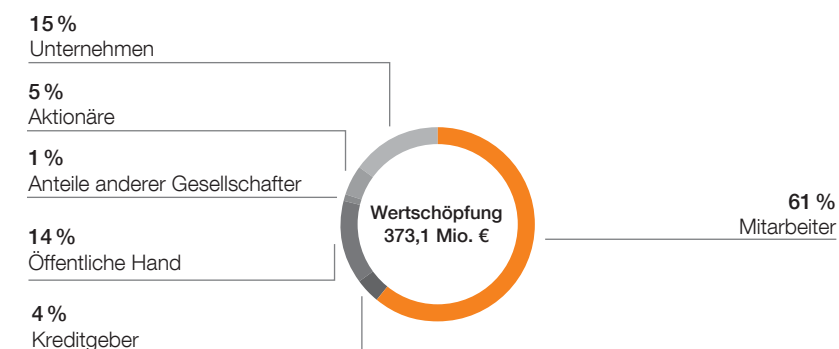 15 %
Unternehmen
5 %
Aktionäre
1 %
Anteile anderer Gesellschafter
14 %
Öffentliche Hand
4 %
Kreditgeber
Wertschöpfung
373,1 Mio. €
61 %
Mitarbeiter